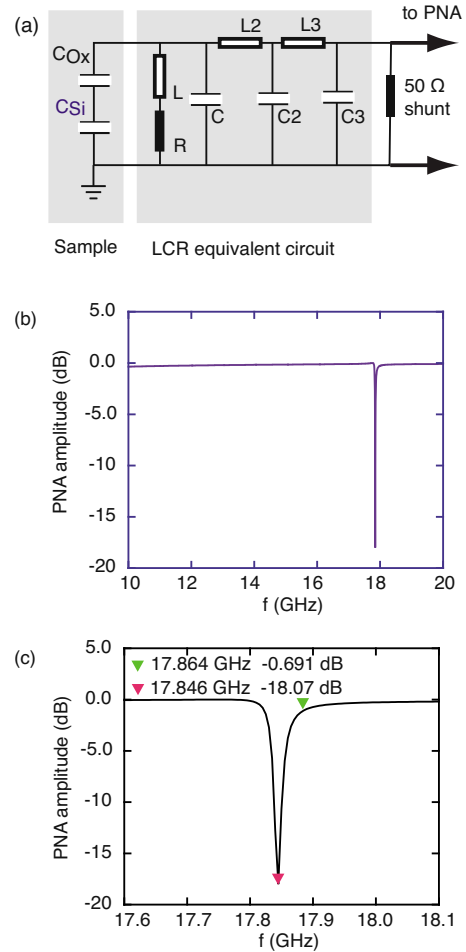 (a)
to PNA
COx
CSi
L
R
C
L2
L3
C2
C3
50 Ω
shunt
Sample
LCR equivalent circuit
(b)
PNA amplitude (dB)
5.0
0.0
-5.0
-10
-15
-20
10 12 14 16 18 20
f (GHz)
(c)
PNA amplitude (dB)
5.0
0.0
-5.0
-10
-15
-20
17.864 GHz -0.691 dB
17.846 GHz -18.07 dB
17.6 17.7 17.8 17.9 18.0 18.1
f (GHz)